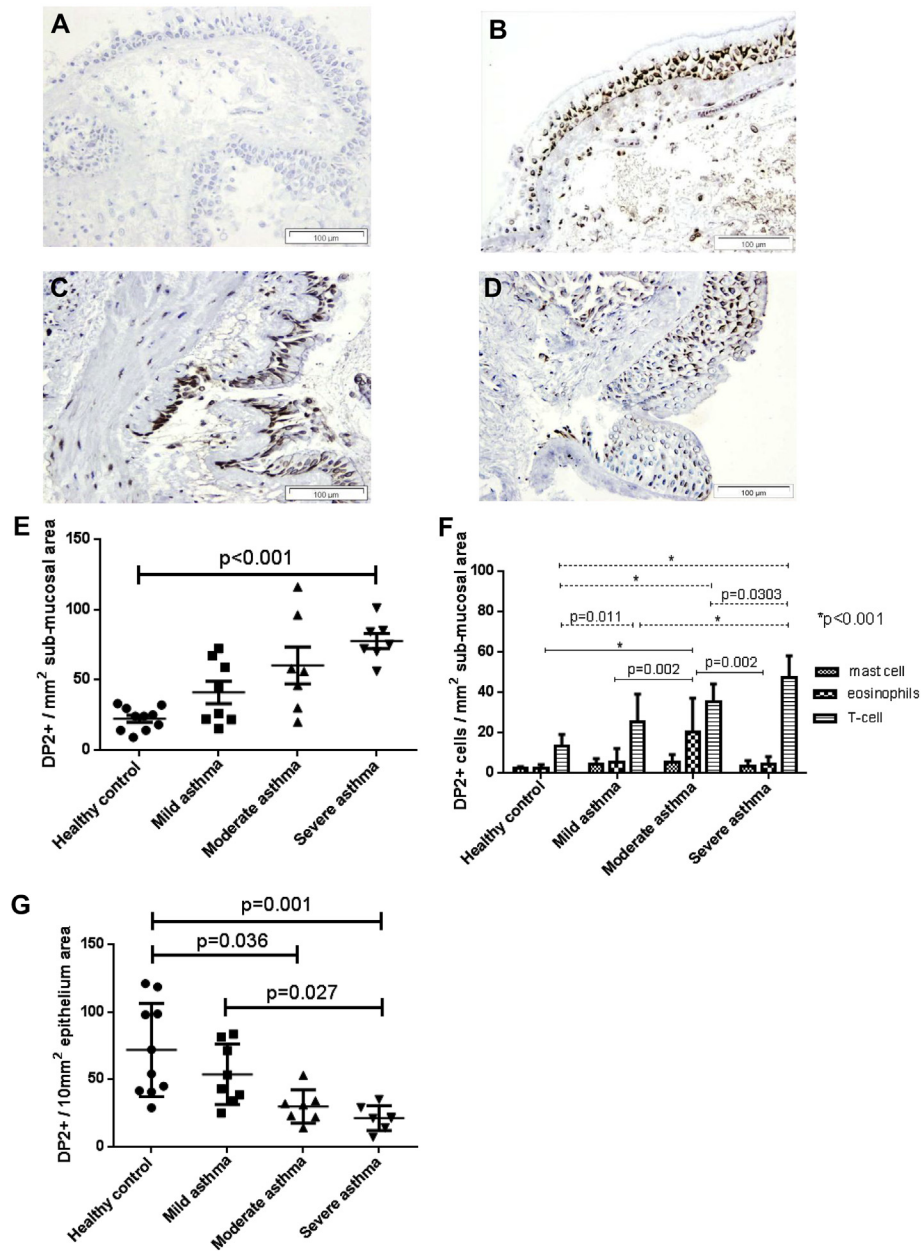 A
100 µm
B
100 µm
C
100 µm
D
100 µm
E
DP2+ / mm² sub-mucosal area
150
100
50
0
p<0.001
Healthy control
Mild asthma
Moderate asthma
Severe asthma
F
DP2+ cells / mm² sub-mucosal area
100
80
60
40
20
0
*
*
p=0.0303
p=0.011
*
*
p=0.002
p=0.002
*p<0.001
mast cell
eosinophils
T-cell
Healthy control
Mild asthma
Moderate asthma
Severe asthma
G
DP2+ / 10mm² epithelium area
150
100
50
0
p=0.001
p=0.036
p=0.027
Healthy control
Mild asthma
Moderate asthma
Severe asthma